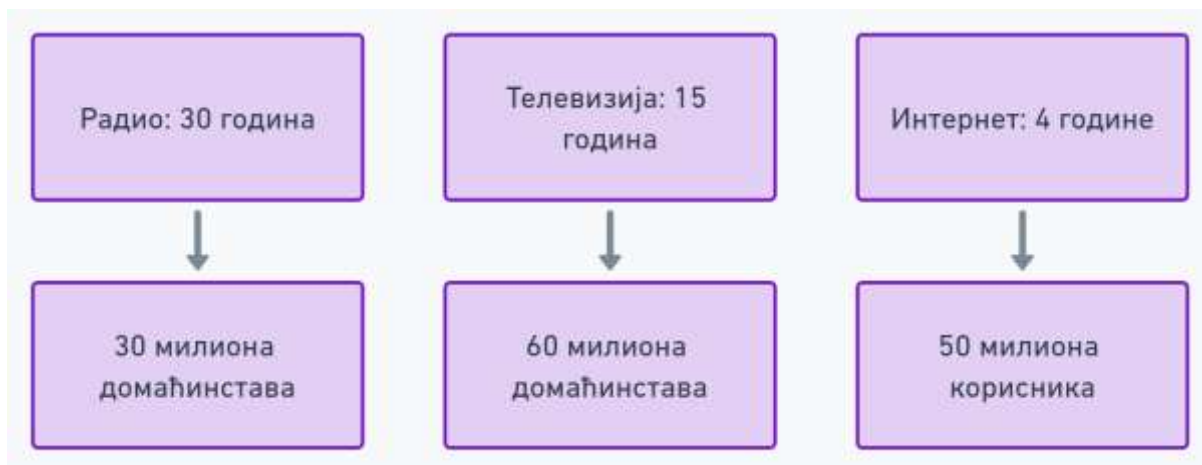 Радио: 30 година
Телевизија: 15
година
Интернет: 4 године
30 милиона
домаћинстава
60 милиона
домаћинстава
50 милиона
корисника